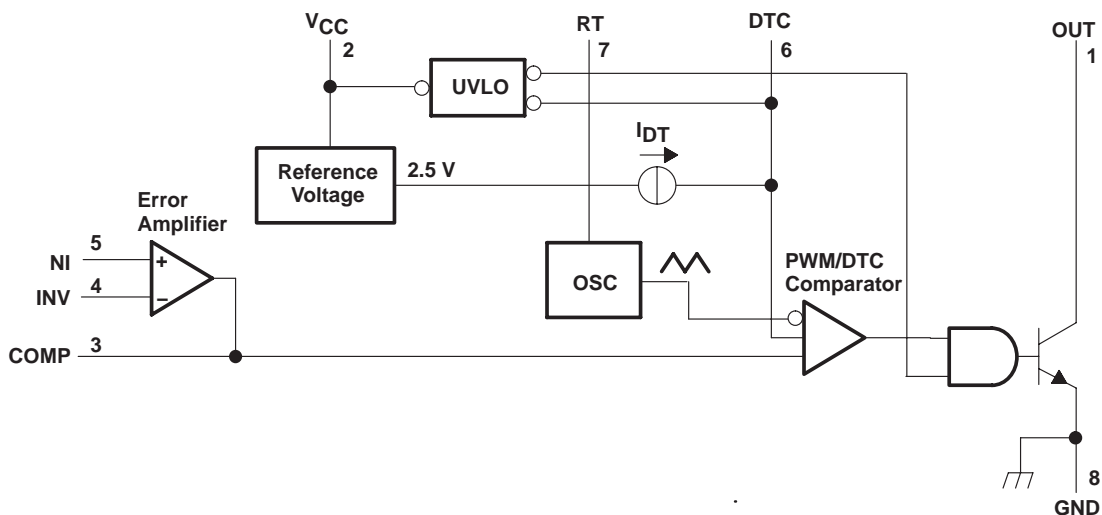 VCC
2
RT
7
DTC
6
OUT
1
UVLO
IDT
Reference
Voltage
2.5 V
Error
Amplifier
5
NI
+
4
INV
−
OSC
PWM/DTC
Comparator
COMP
3
8
GND